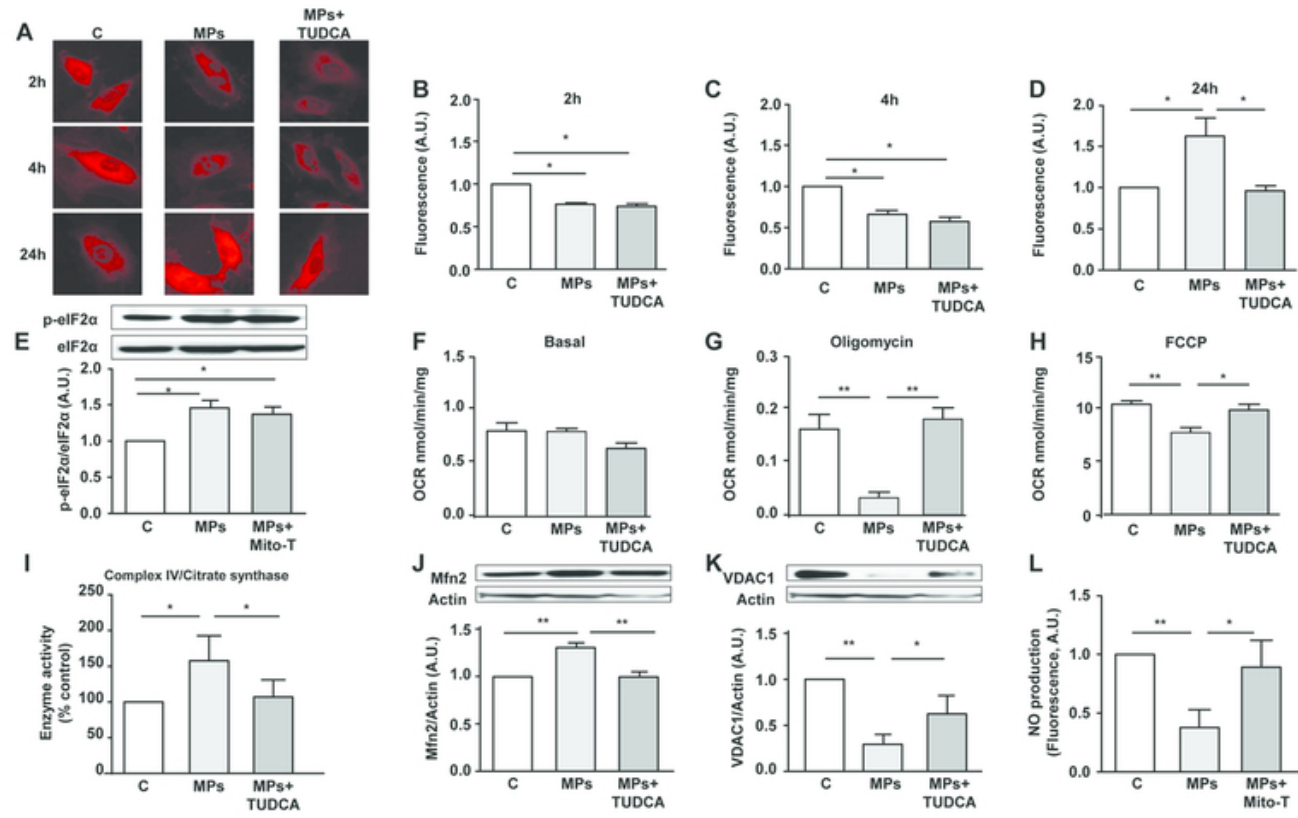 A
C
MPs
MPs+
TUDCA
2h
4h
24h
B
2h
Fluorescence (A.U.)
2.0
1.5
1.0
0.5
0.0
*
*
C
MPs
MPs+
TUDCA
C
4h
Fluorescence (A.U.)
2.0
1.5
1.0
0.5
0.0
*
*
C
MPs
MPs+
TUDCA
D
24h
Fluorescence (A.U.)
2.0
1.5
1.0
0.5
0.0
*
*
C
MPs
MPs+
TUDCA
E
p-eIF2α
eIF2α
p-eIF2α/eIF2α (A.U.)
2.0
1.5
1.0
0.5
0.0
*
*
C
MPs
MPs+
Mito-T
F
Basal
OCR nmol/min/mg
1.5
1.0
0.5
0.0
C
MPs
MPs+
TUDCA
G
Oligomycin
OCR nmol/min/mg
0.3
0.2
0.1
0.0
**
**
C
MPs
MPs+
TUDCA
H
FCCP
OCR nmol/min/mg
15
10
5
0
**
*
C
MPs
MPs+
TUDCA
I
Complex IV/Citrate synthase
Enzyme activity
(% control)
250
200
150
100
50
0
*
*
C
MPs
MPs+
TUDCA
J
Mfn2
Actin
Mfn2/Actin (A.U.)
1.5
1.0
0.5
0.0
**
**
C
MPs
MPs+
TUDCA
K
VDAC1
Actin
VDAC1/Actin (A.U.)
1.5
1.0
0.5
0.0
**
*
C
MPs
MPs+
TUDCA
L
NO production
(Fluorescence, A.U.)
1.5
1.0
0.5
0.0
**
*
C
MPs
MPs+
Mito-T